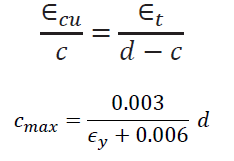 ∈cu / c = ∈t / d − c
cmax = 0.003 / ϵy + 0.006 d